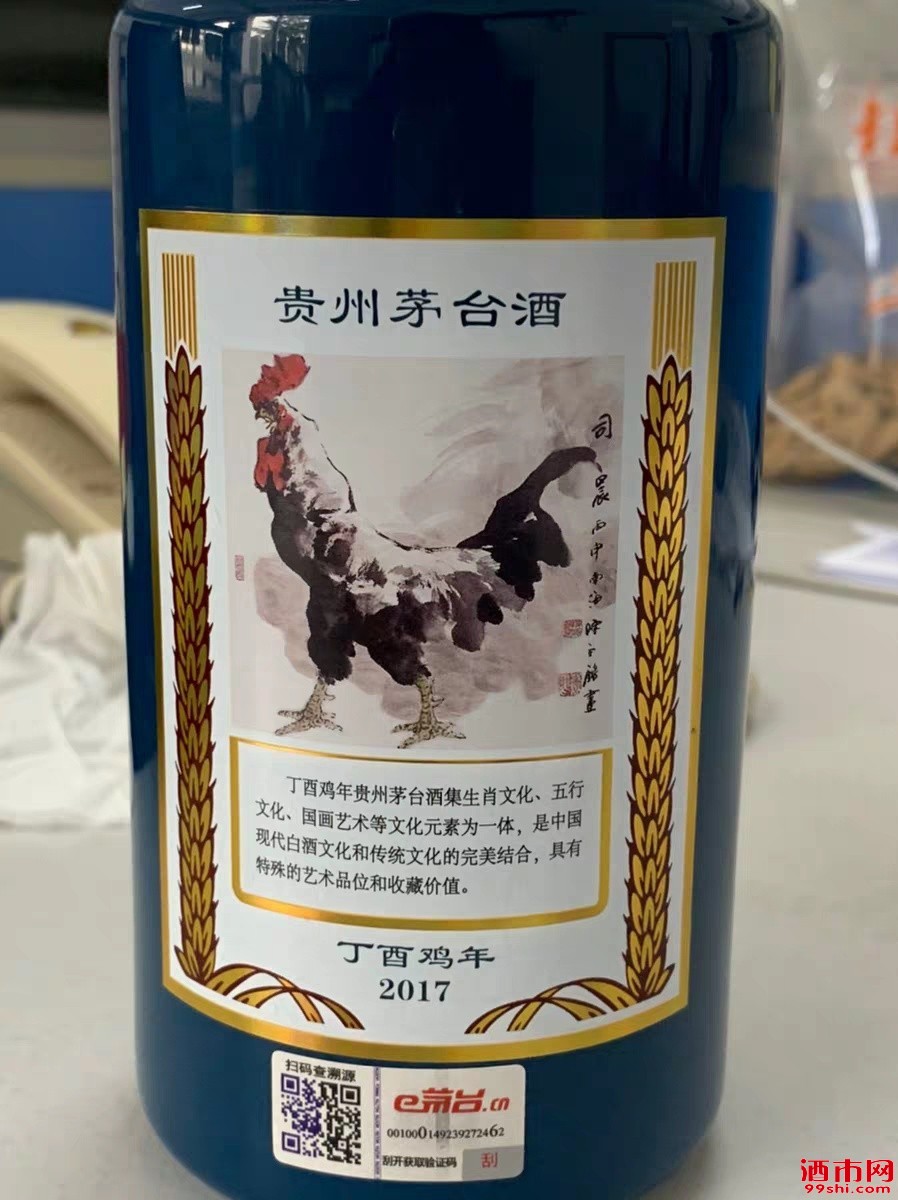 贵州茅台酒
司晨 丙申
丁酉鸡年贵州茅台酒集生肖文化、五行
文化、国画艺术等文化元素为一体，是中国
现代白酒文化和传统文化的完美结合，具有
特殊的艺术品位和收藏价值。
丁酉鸡年
2017
扫码查溯源
e茅台.cn
00100014923927 2462
刮开获取验证码
刮
酒市网
99shi.com